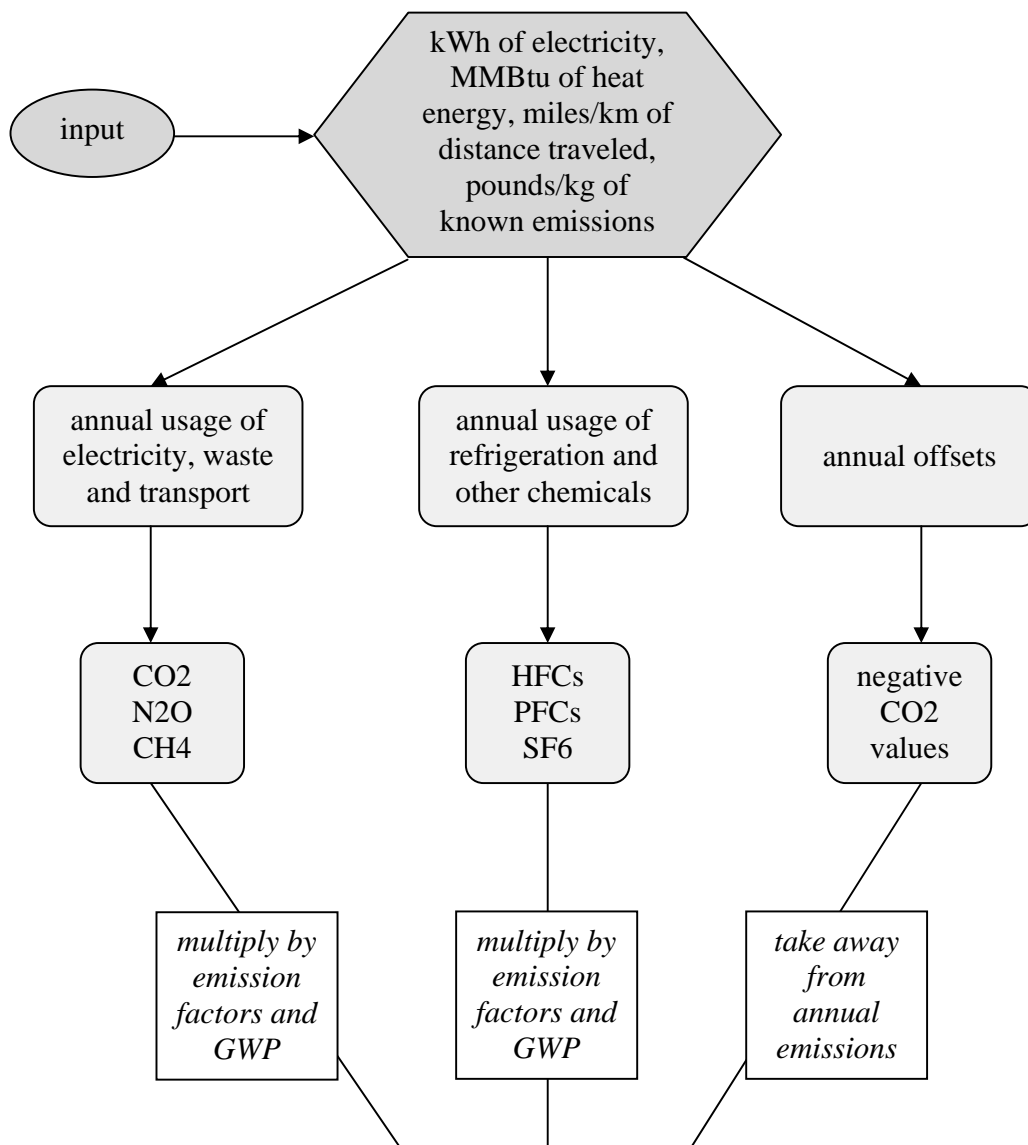 kWh of electricity,
MMBtu of heat
energy, miles/km of
distance traveled,
pounds/kg of
known emissions
input
annual usage of
electricity, waste
and transport
annual usage of
refrigeration and
other chemicals
annual offsets
CO2
N2O
CH4
HFCs
PFCs
SF6
negative
CO2
values
multiply by
emission
factors and
GWP
multiply by
emission
factors and
GWP
take away
from
annual
emissions